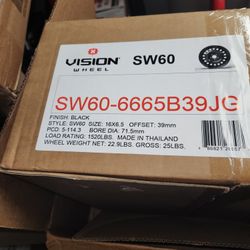 VISION
WHEEL
SW60
SW60-6665B39JG
FINISH: BLACK
STYLE: SW60 SIZE: 16X6.5 OFFSET: 39mm
PCD: 5-114.3 BORE DIA: 71.5mm
LOAD RATING: 1520LBS. MADE IN THAILAND
WHEEL WEIGHT NET: 22.9LBS. GROSS: 25LBS.